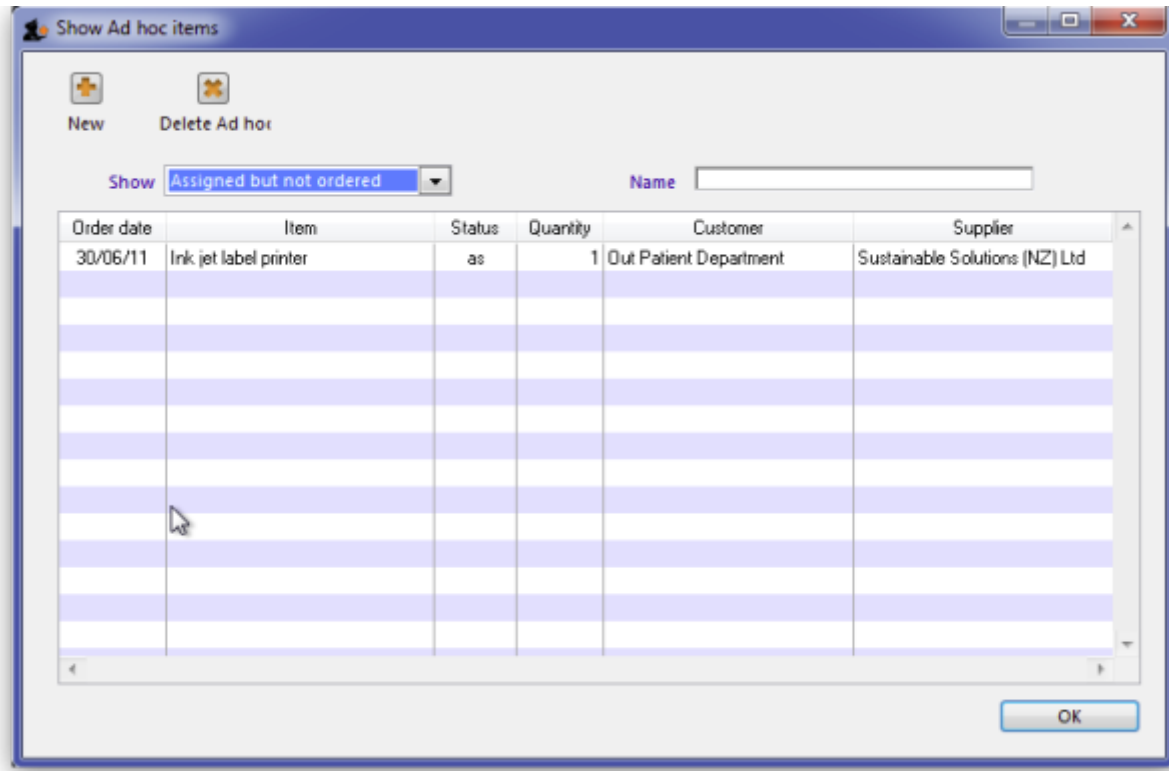 Show Ad hoc items
New Delete Ad hoc
Show Assigned but not ordered Name
Order date Item Status Quantity Customer Supplier
30/06/11 Ink jet label printer as 1 Out Patient Department Sustainable Solutions (NZ) Ltd
OK